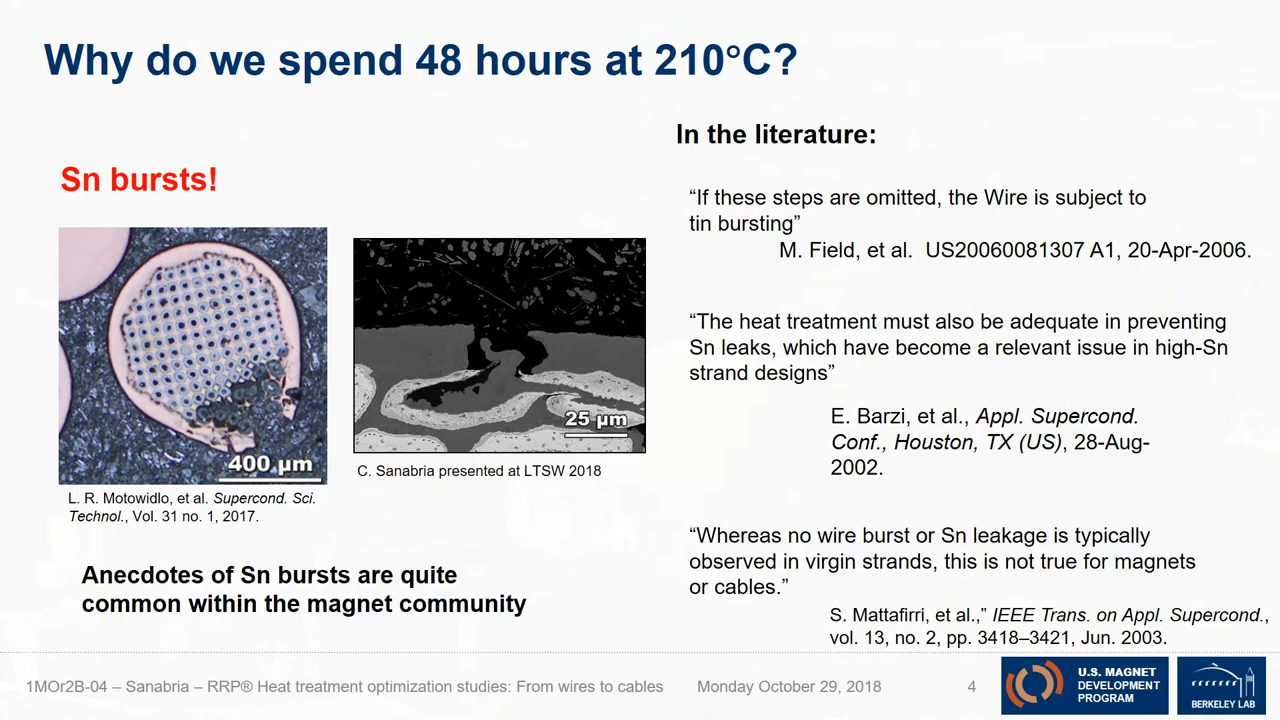 Why do we spend 48 hours at 210°C?
Sn bursts!
400 µm
L. R. Motowidlo, et al. Supercond. Sci.
Technol., Vol. 31 no. 1, 2017.
25 µm
C. Sanabria presented at LTSW 2018
Anecdotes of Sn bursts are quite
common within the magnet community
In the literature:
“If these steps are omitted, the Wire is subject to
tin bursting”
M. Field, et al.  US20060081307 A1, 20-Apr-2006.
“The heat treatment must also be adequate in preventing
Sn leaks, which have become a relevant issue in high-Sn
strand designs”
E. Barzi, et al., Appl. Supercond.
Conf., Houston, TX (US), 28-Aug-
2002.
“Whereas no wire burst or Sn leakage is typically
observed in virgin strands, this is not true for magnets
or cables.”
S. Mattafirri, et al.,” IEEE Trans. on Appl. Supercond.,
vol. 13, no. 2, pp. 3418–3421, Jun. 2003.
1MOr2B-04 – Sanabria – RRP® Heat treatment optimization studies: From wires to cables
Monday October 29, 2018
4
U.S. MAGNET
DEVELOPMENT
PROGRAM
BERKELEY LAB